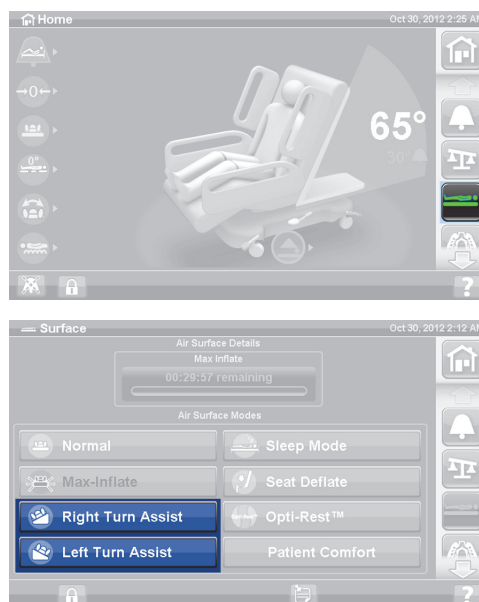 Home Oct 30, 2012 2:25 AM
0
65°
30°
0°
?
Surface Oct 30, 2012 2:12 AM
Air Surface Details
Max Inflate
00:29:57 remaining
Air Surface Modes
Normal Sleep Mode
Max-Inflate Seat Deflate
Right Turn Assist Opti-Rest™
Left Turn Assist Patient Comfort
?